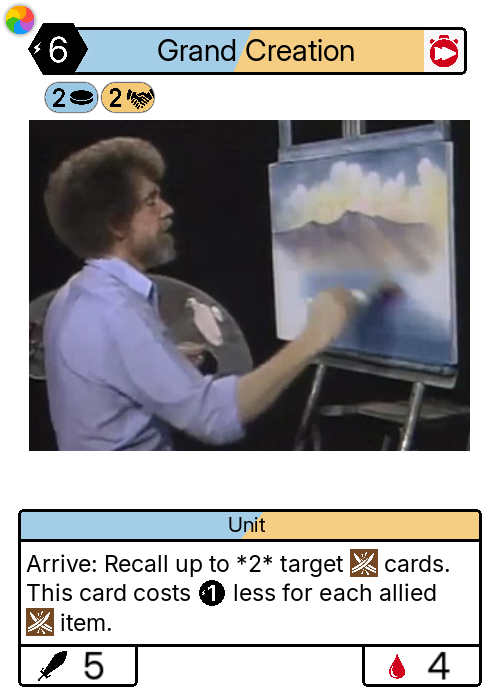 6
Grand Creation
2
2
Unit
Arrive: Recall up to *2* target cards.
This card costs 1 less for each allied
item.
5
4